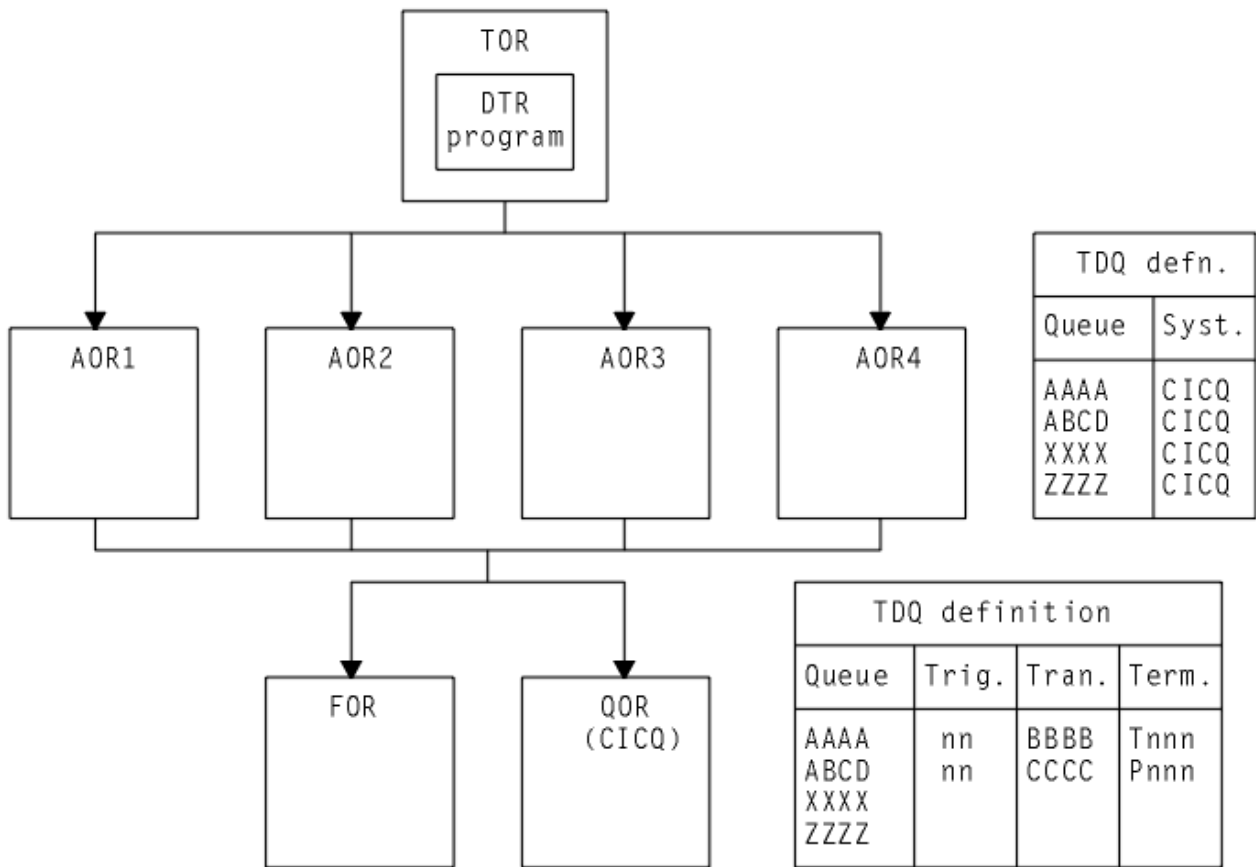 TOR
DTR
program
TDQ defn.
Queue Syst.
AOR1 AOR2 AOR3 AOR4
AAAA CICQ
ABCD CICQ
XXXX CICQ
ZZZZ CICQ
TDQ definition
Queue Trig. Tran. Term.
FOR QOR
(CICQ)
AAAA nn BBBB Tnnn
ABCD nn CCCC Pnnn
XXXX
ZZZZ